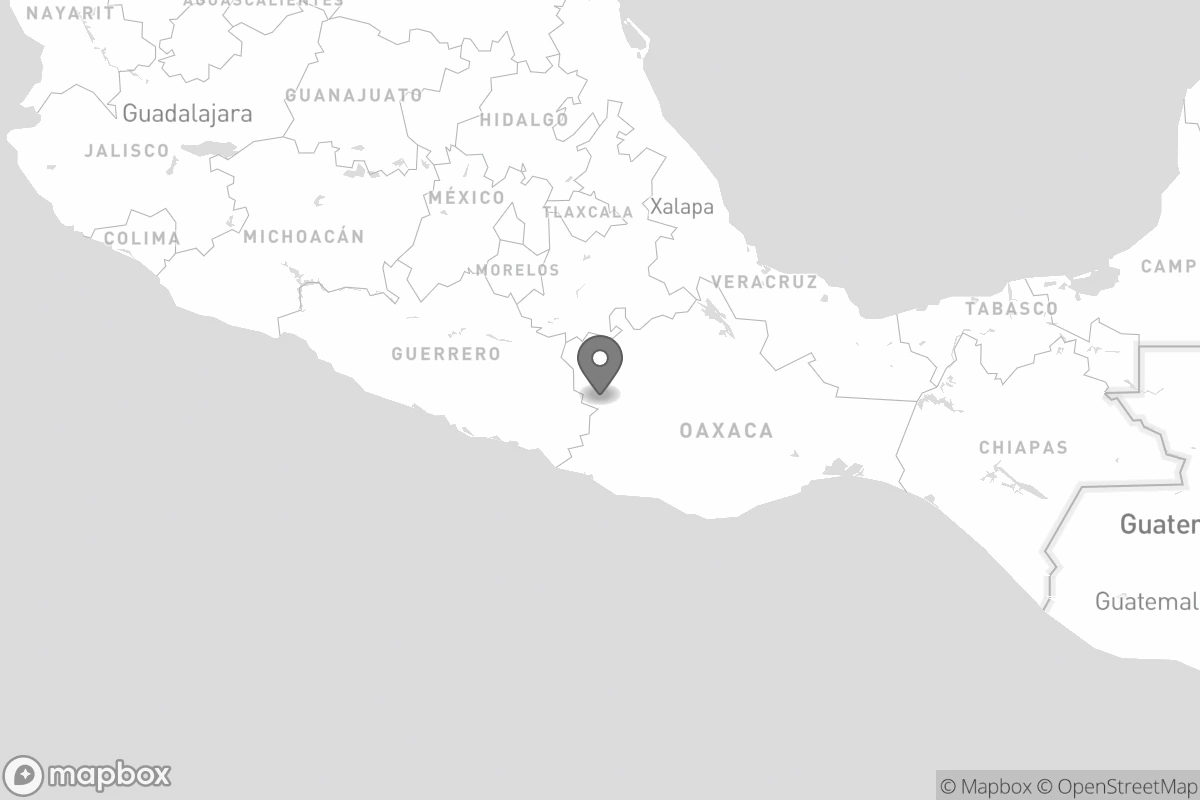 AGUASCALIENTES
NAYARIT
GUANAJUATO
Guadalajara
HIDALGO
JALISCO
MÉXICO
Xalapa
TLAXCALA
COLIMA
MICHOACÁN
CAMP
MORELOS
VERACRUZ
TABASCO
GUERRERO
OAXACA
CHIAPAS
Guater
Guatemal
mapbox
© Mapbox © OpenStreetMap